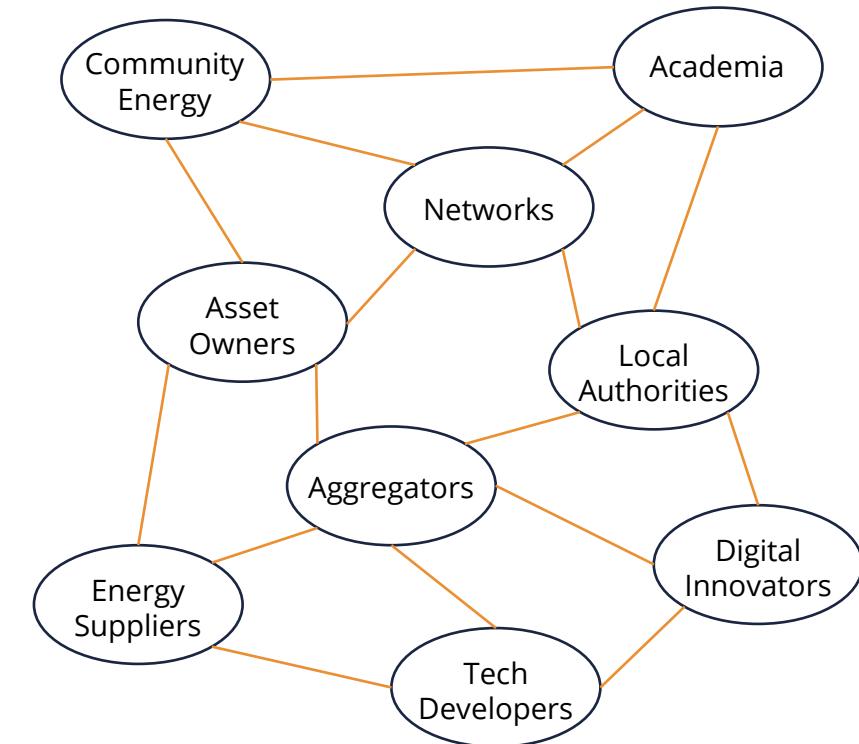 Community
Energy
Academia
Networks
Asset
Owners
Local
Authorities
Aggregators
Digital
Innovators
Energy
Suppliers
Tech
Developers